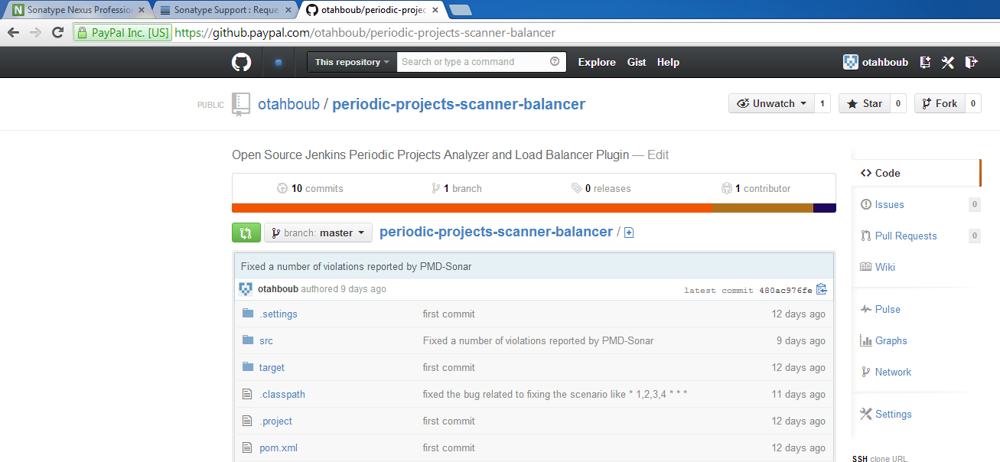 Sonatype Nexus Professio
Sonatype Support : Reque
otahboub/periodic-projec
PayPal Inc. [US] https://github.paypal.com/otahboub/periodic-projects-scanner-balancer
This repository Search or type a command Explore Gist Help otahboub
PUBLIC otahboub / periodic-projects-scanner-balancer Unwatch 1 Star 0 Fork 0
Open Source Jenkins Periodic Projects Analyzer and Load Balancer Plugin — Edit
10 commits 1 branch 0 releases 1 contributor
branch: master periodic-projects-scanner-balancer /
Fixed a number of violations reported by PMD-Sonar
otahboub authored 9 days ago latest commit 480ac976fe
.settings first commit 12 days ago
src Fixed a number of violations reported by PMD-Sonar 9 days ago
target first commit 12 days ago
.classpath fixed the bug related to fixing the scenario like * 1,2,3,4 * * * 11 days ago
.project first commit 12 days ago
pom.xml first commit 12 days ago
Code
Issues 0
Pull Requests 0
Wiki
Pulse
Graphs
Network
Settings
SSH clone URL